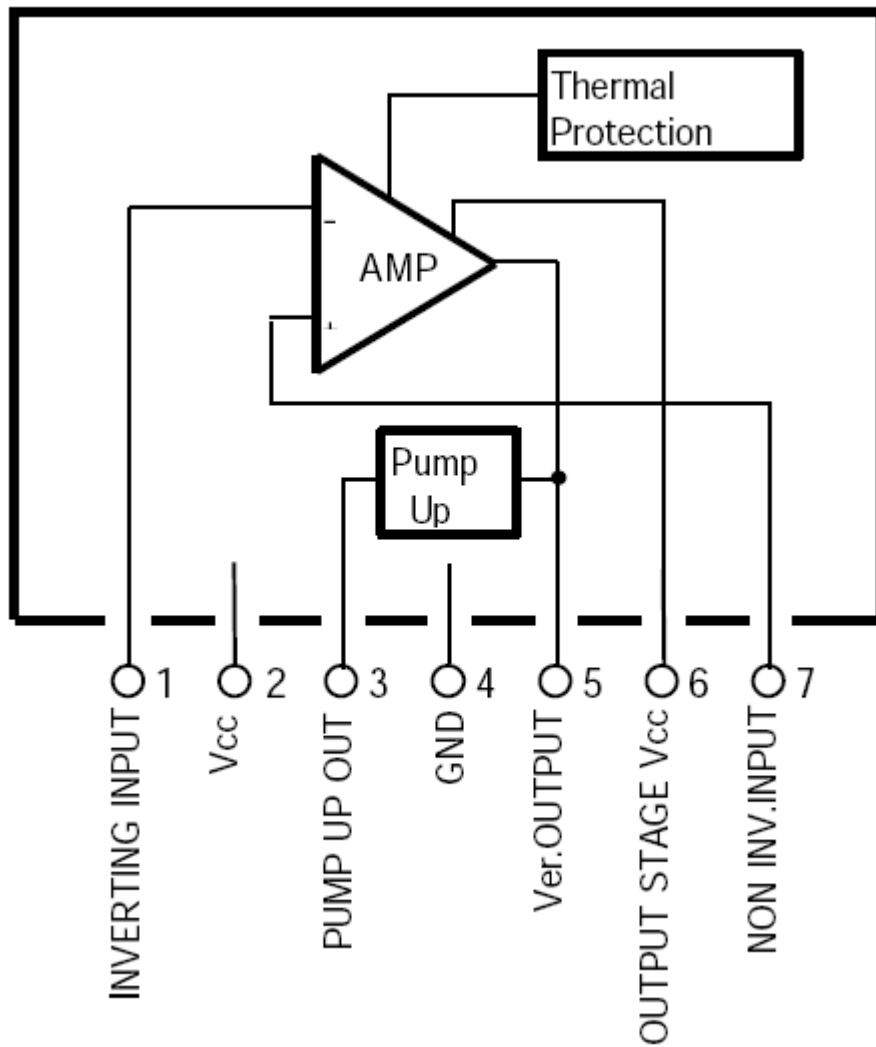 Thermal
Protection
-
AMP
+
Pump
Up
1
2
3
4
5
6
7
INVERTING INPUT
Vcc
PUMP UP OUT
GND
Ver.OUTPUT
OUTPUT STAGE Vcc
NON INV.INPUT